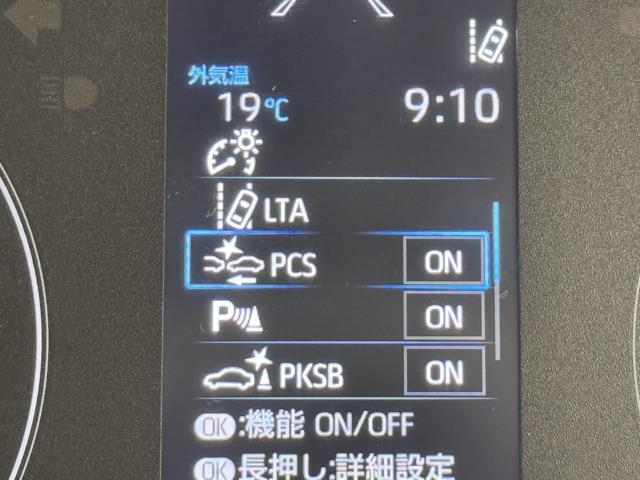 外気温
19℃ 9:10
LTA
PCS ON
P ON
PKSB ON
OK:機能 ON/OFF
OK長押し:詳細設定